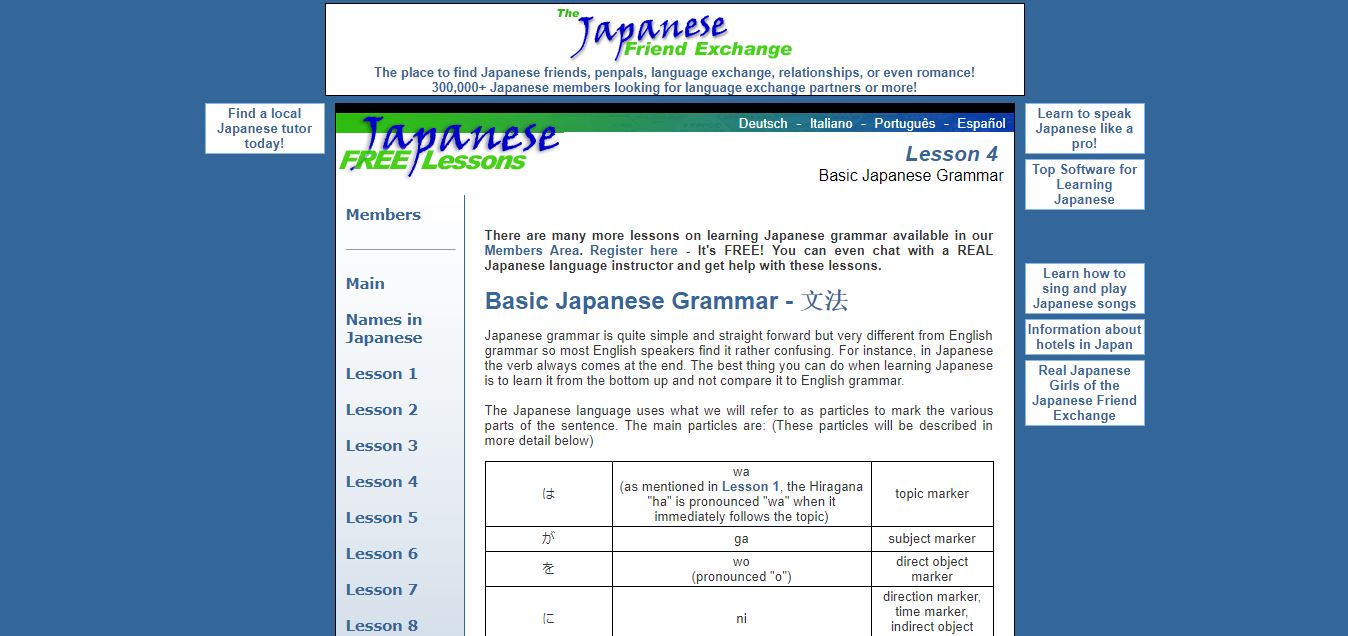 The
Japanese
Friend Exchange
The place to find Japanese friends, penpals, language exchange, relationships, or even romance!
300,000+ Japanese members looking for language exchange partners or more!
Find a local
Japanese tutor
today!
Japanese
FREE Lessons
Deutsch - Italiano - Português - Español
Lesson 4
Basic Japanese Grammar
Learn to speak
Japanese like a
pro!
Top Software for
Learning
Japanese
Learn how to
sing and play
Japanese songs
Information about
hotels in Japan
Real Japanese
Girls of the
Japanese Friend
Exchange
Members
Main
Names in
Japanese
Lesson 1
Lesson 2
Lesson 3
Lesson 4
Lesson 5
Lesson 6
Lesson 7
Lesson 8
There are many more lessons on learning Japanese grammar available in our
Members Area. Register here - It's FREE! You can even chat with a REAL
Japanese language instructor and get help with these lessons.
Basic Japanese Grammar - 文法
Japanese grammar is quite simple and straight forward but very different from English
grammar so most English speakers find it rather confusing. For instance, in Japanese
the verb always comes at the end. The best thing you can do when learning Japanese
is to learn it from the bottom up and not compare it to English grammar.
The Japanese language uses what we will refer to as particles to mark the various
parts of the sentence. The main particles are: (These particles will be described in
more detail below)
は
wa
(as mentioned in Lesson 1, the Hiragana
"ha" is pronounced "wa" when it
immediately follows the topic)
topic marker
が
ga
subject marker
を
wo
(pronounced "o")
direct object
marker
に
ni
direction marker,
time marker,
indirect object